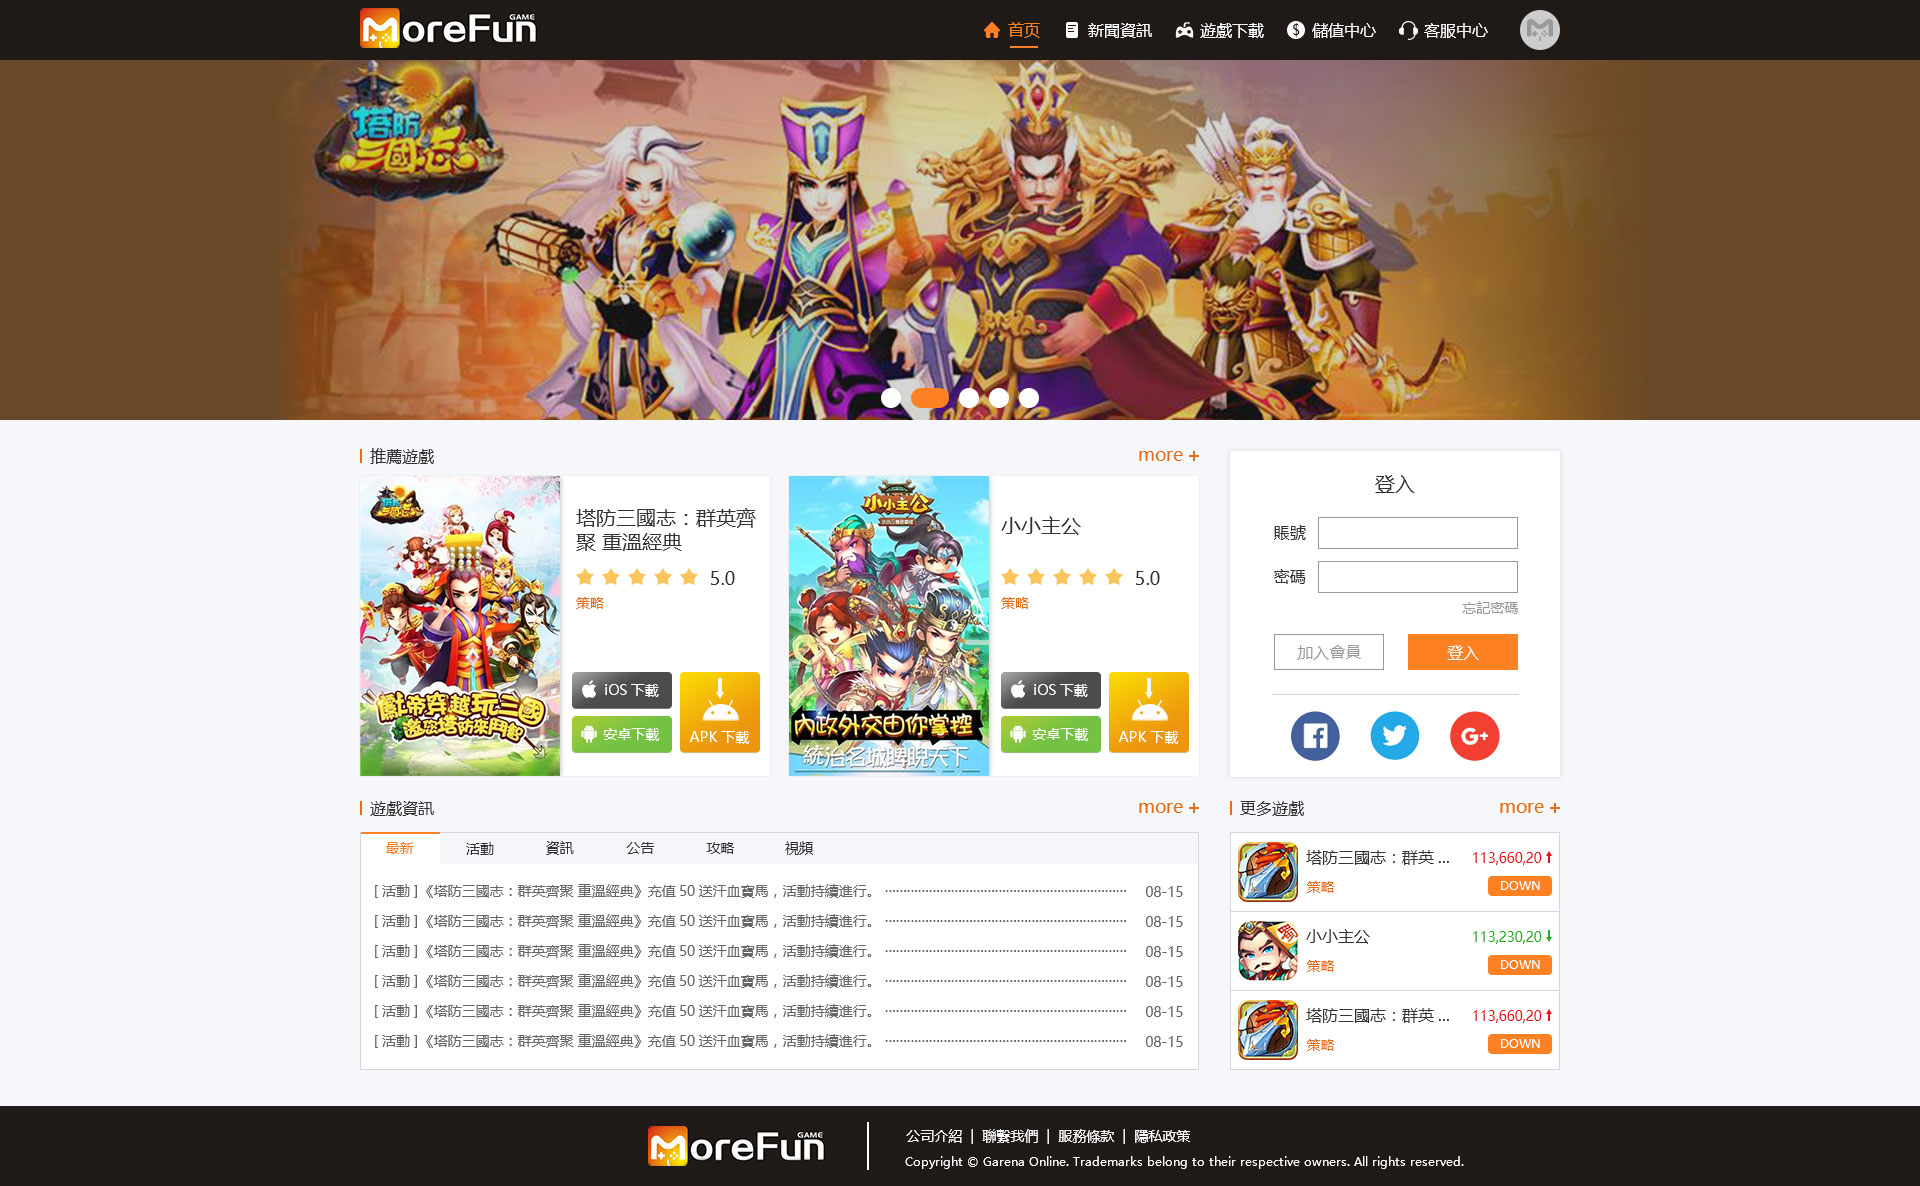 MoreFun GAME
首页 新聞資訊 遊戲下載 儲值中心 客服中心
塔防三國志
推薦遊戲 more +
塔防三國志
獻帝穿越玩三國
塔防三國志：群英齊
聚 重溫經典
5.0
策略
iOS 下載
安卓下載
APK 下載
小小主公
內政外交由你掌控
統治名城睥睨天下
小小主公
5.0
策略
iOS 下載
安卓下載
APK 下載
登入
賬號
密碼
忘記密碼
加入會員 登入
G+
遊戲資訊 more +
最新 活動 資訊 公告 攻略 視頻
[ 活動 ]《塔防三國志：群英齊聚 重溫經典》充值 50 送汗血寶馬，活動持續進行。 08-15
[ 活動 ]《塔防三國志：群英齊聚 重溫經典》充值 50 送汗血寶馬，活動持續進行。 08-15
[ 活動 ]《塔防三國志：群英齊聚 重溫經典》充值 50 送汗血寶馬，活動持續進行。 08-15
[ 活動 ]《塔防三國志：群英齊聚 重溫經典》充值 50 送汗血寶馬，活動持續進行。 08-15
[ 活動 ]《塔防三國志：群英齊聚 重溫經典》充值 50 送汗血寶馬，活動持續進行。 08-15
[ 活動 ]《塔防三國志：群英齊聚 重溫經典》充值 50 送汗血寶馬，活動持續進行。 08-15
更多遊戲 more +
塔防三國志：群英 ... 113,660,20
策略 DOWN
小小主公 113,230,20
策略 DOWN
塔防三國志：群英 ... 113,660,20
策略 DOWN
MoreFun GAME
公司介紹 | 聯繫我們 | 服務條款 | 隱私政策
Copyright © Garena Online. Trademarks belong to their respective owners. All rights reserved.